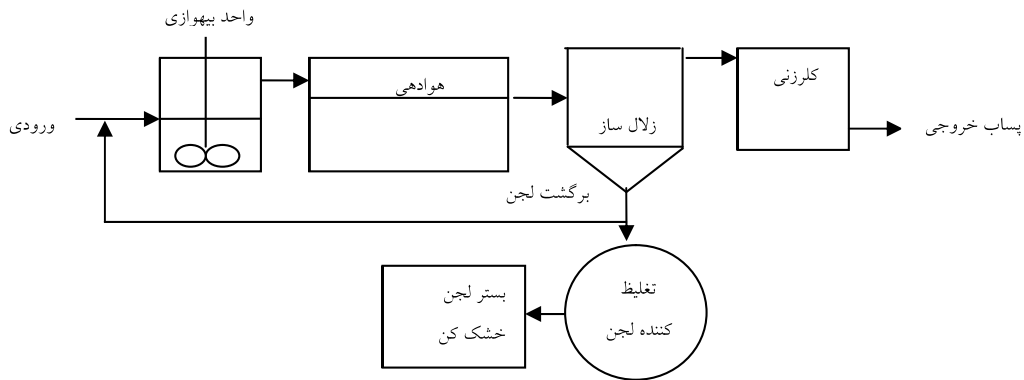 واحد بیهوازی
هوادهی
کلرزنی
ورودی
زلال ساز
پساب خروجی
برگشت لجن
تغلیظ
کننده لجن
بستر لجن
خشک کن